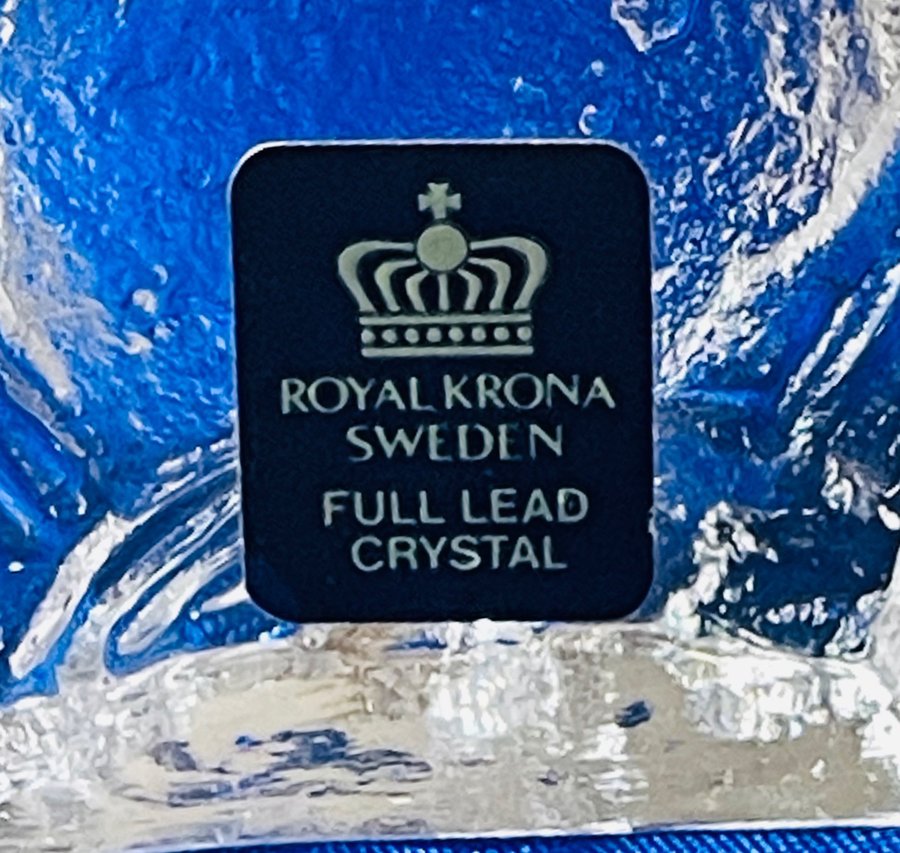 ROYAL KRONA
SWEDEN
FULL LEAD
CRYSTAL